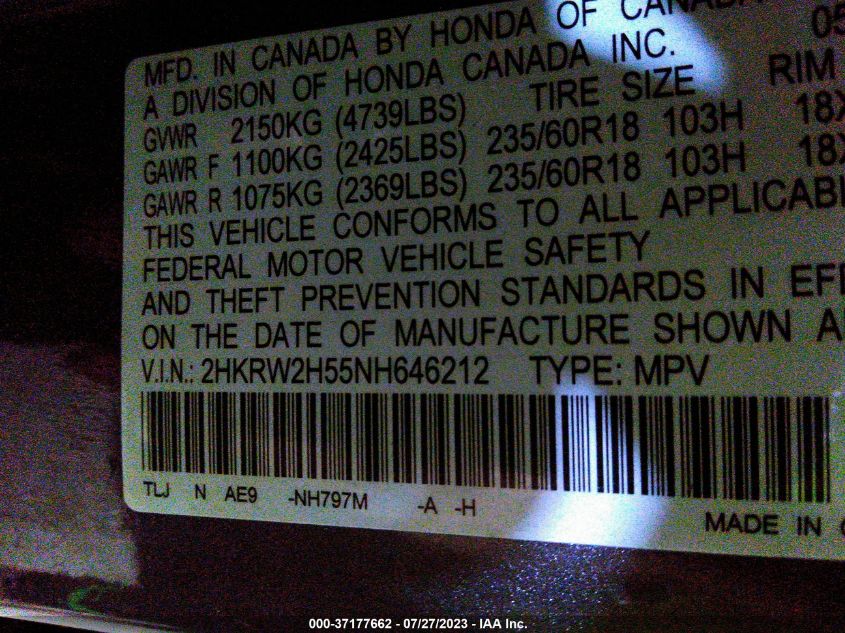 MFD. IN CANADA BY HONDA OF CANADA 05
A DIVISION OF HONDA CANADA INC.
TIRE SIZE RIM
GVWR 2150KG (4739LBS)
GAWR F 1100KG (2425LBS) 235/60R18 103H 18X
GAWR R 1075KG (2369LBS) 235/60R18 103H 18X
THIS VEHICLE CONFORMS TO ALL
FEDERAL MOTOR VEHICLE SAFETY
AND THEFT PREVENTION STANDARDS IN
ON THE DATE OF MANUFACTURE SHOWN
V.I.N.: 2HKRW2H55NH646212 TYPE: MPV
TLJ N AE9 -NH797M -A -H
MADE IN
000-37177662 - 07/27/2023 - IAA Inc.